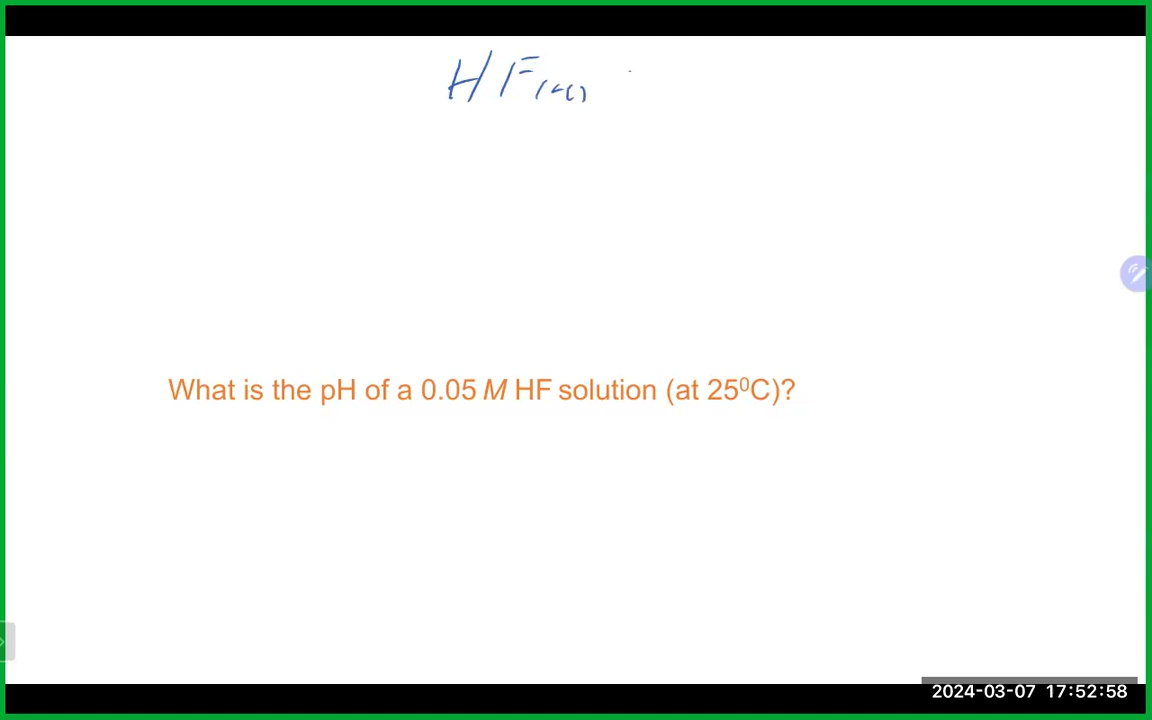 HF(aq)
What is the pH of a 0.05 M HF solution (at 25⁰C)?
2024-03-07 17:52:58